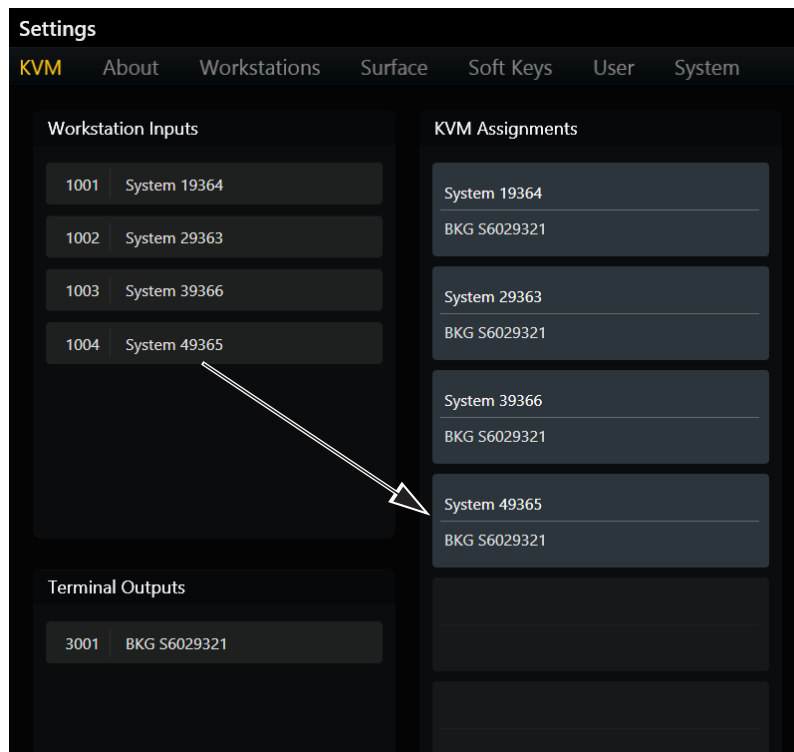 Settings
KVM About Workstations Surface Soft Keys User System
Workstation Inputs
1001 System 19364
1002 System 29363
1003 System 39366
1004 System 49365
Terminal Outputs
3001 BKG S6029321
KVM Assignments
System 19364
BKG S6029321
System 29363
BKG S6029321
System 39366
BKG S6029321
System 49365
BKG S6029321